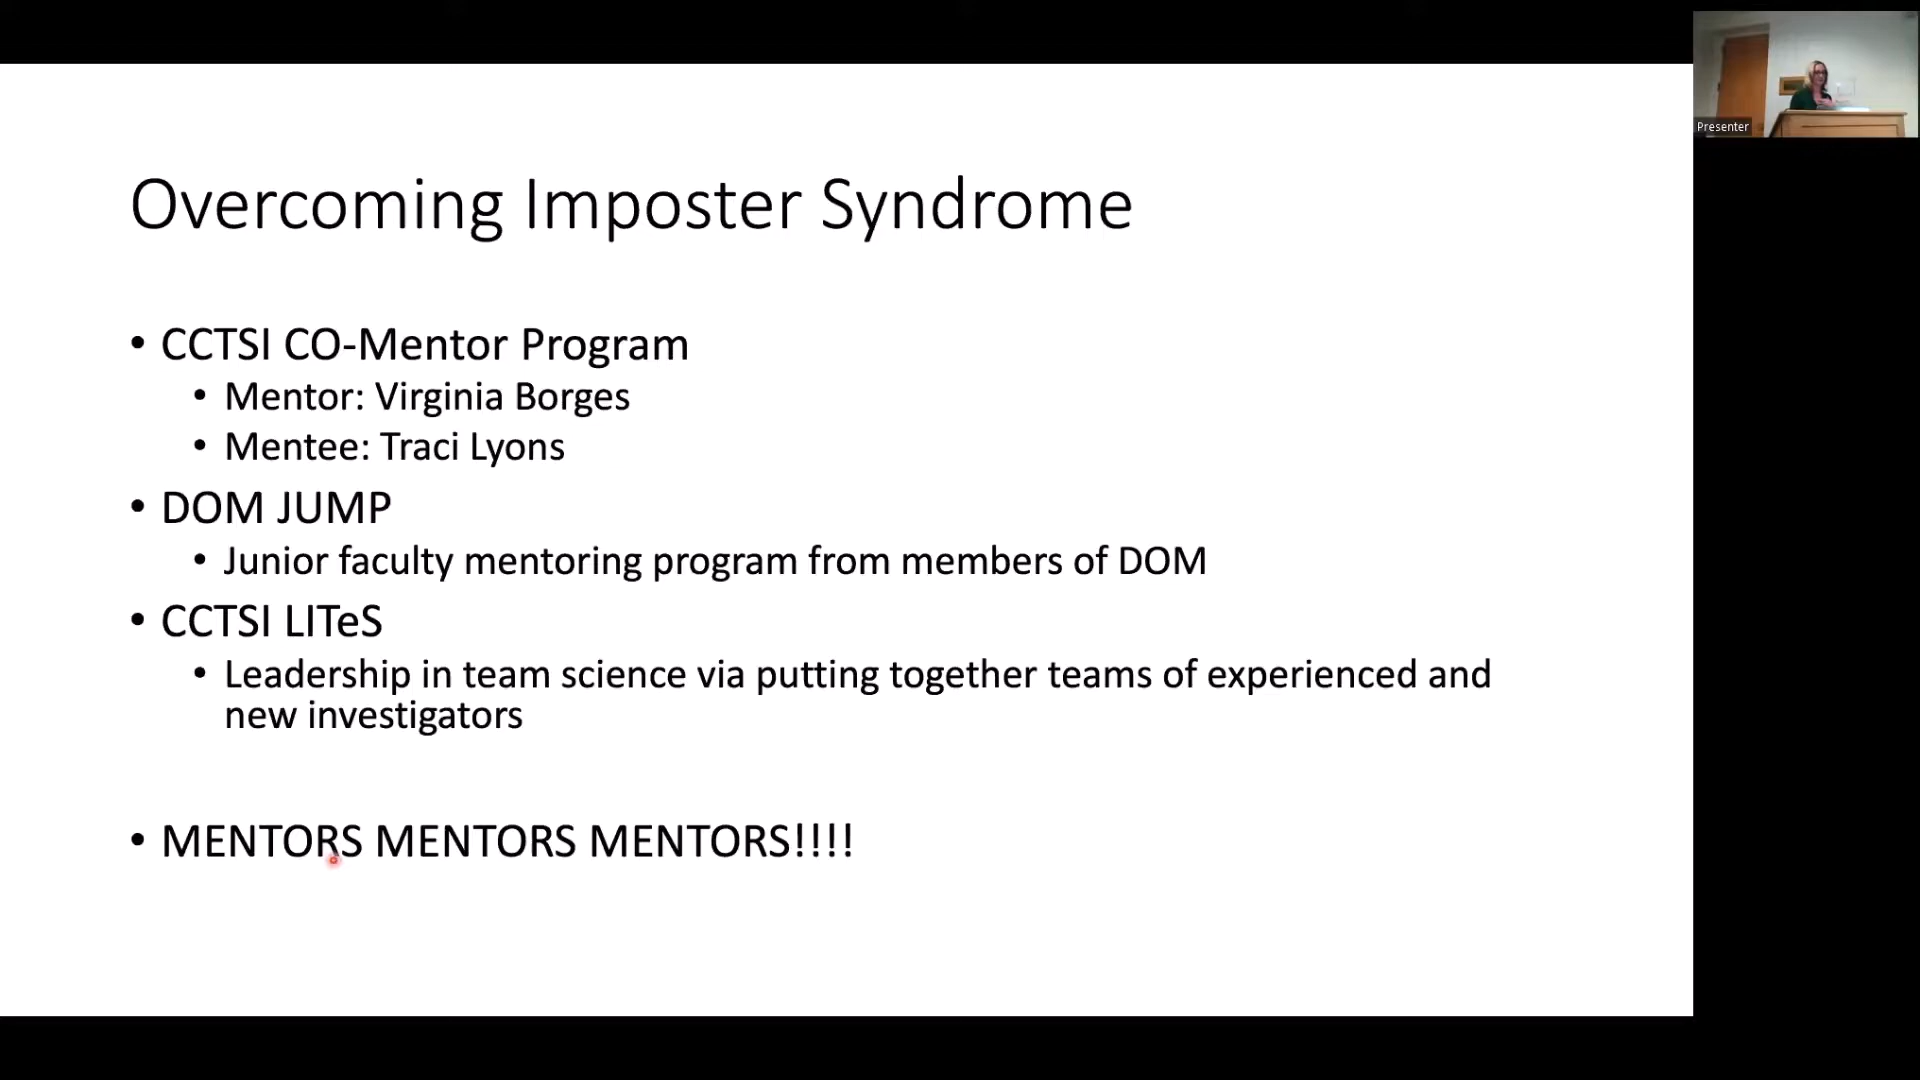 Overcoming Imposter Syndrome
• CCTSI CO-Mentor Program
• Mentor: Virginia Borges
• Mentee: Traci Lyons
• DOM JUMP
• Junior faculty mentoring program from members of DOM
• CCTSI LITeS
• Leadership in team science via putting together teams of experienced and
new investigators
• MENTORS MENTORS MENTORS!!!!
Presenter